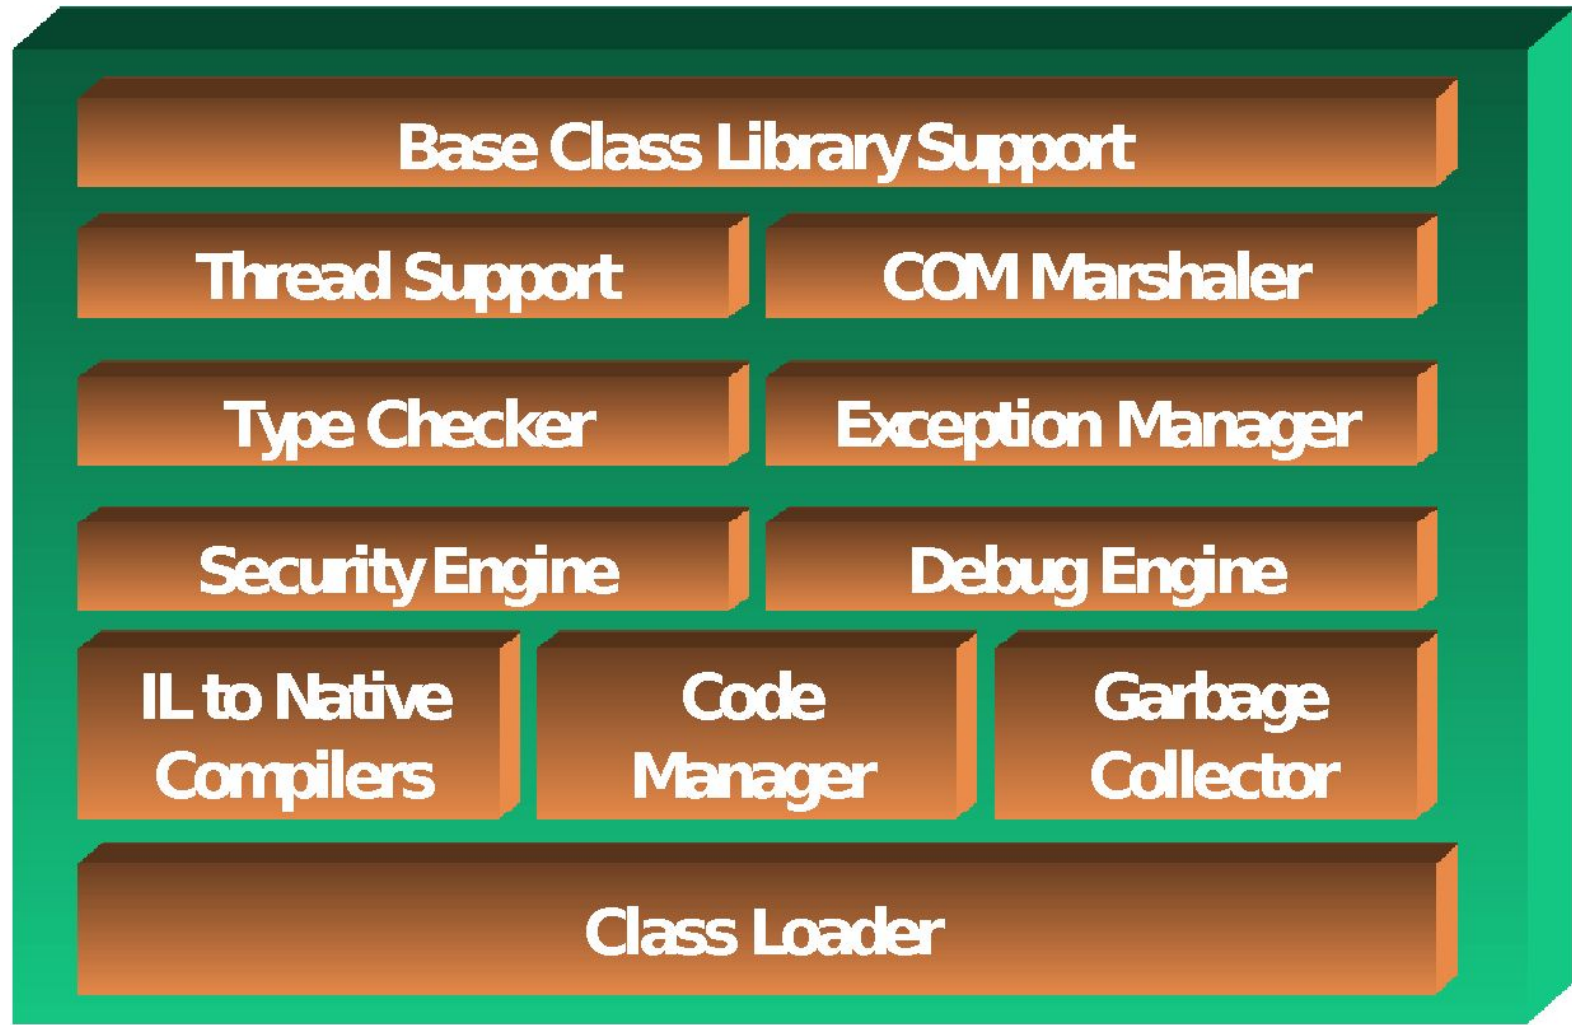 Base Class Library Support
Thread Support
COM Marshaler
Type Checker
Exception Manager
Security Engine
Debug Engine
IL to Native
Compilers
Code
Manager
Garbage
Collector
Class Loader